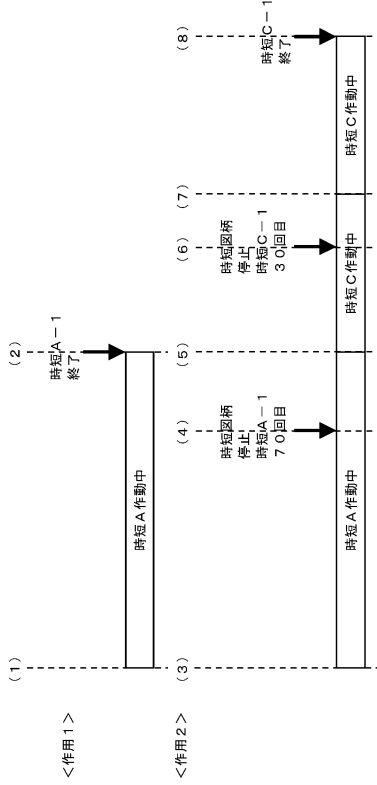 <作用1>
(1)
(2)
時短A－1
終了
時短A作動中
<作用2>
(3)
(4)
(5)
(6)
(7)
(8)
時短図柄
停止
時短A－1
70回目
時短図柄
停止
時短C－1
30回目
時短C－1
終了
時短A作動中
時短C作動中
時短C作動中